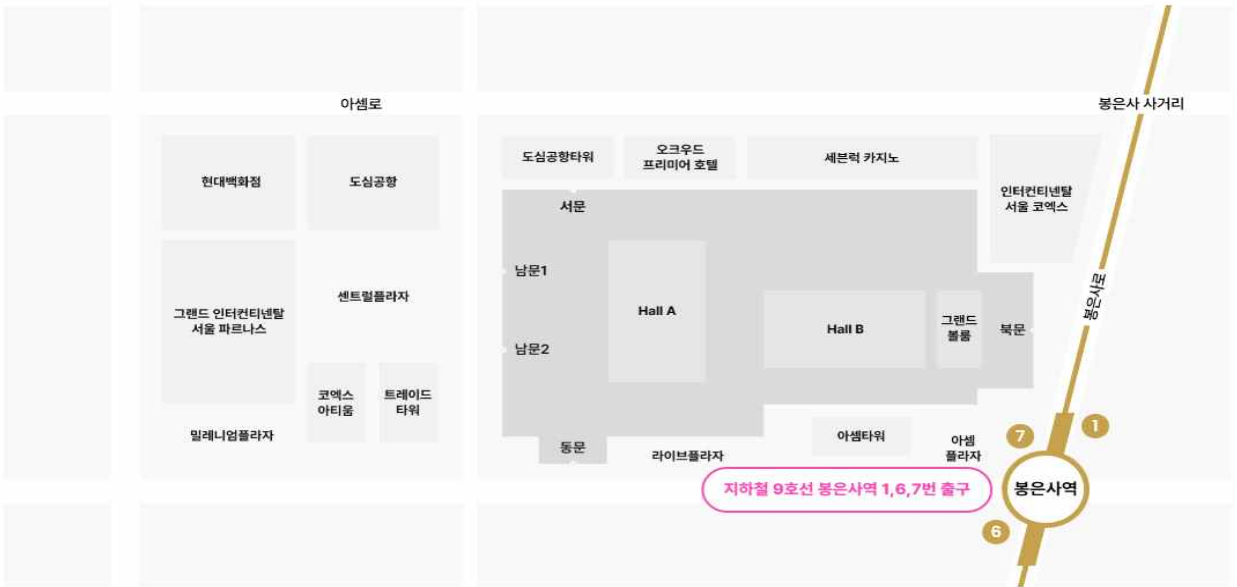 아셈로
봉은사 사거리
현대백화점
도심공항
도심공항타워
오크우드
프리미어 호텔
세븐럭 카지노
인터컨티넨탈
서울 코엑스
서문
남문1
센트럴플라자
봉은사로
그랜드 인터컨티넨탈
서울 파르나스
Hall A
Hall B
그랜드
볼룸
북문
남문2
코엑스
아티움
트레이드
타워
밀레니엄플라자
동문
라이브플라자
아셈타워
아셈
플라자
7
1
지하철 9호선 봉은사역 1,6,7번 출구
봉은사역
6